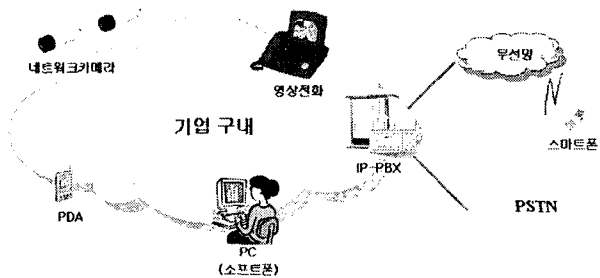 네트워크카메라
영상전화
무선망
스마트폰
기업 구내
IP-PBX
PDA
PSTN
PC
(소프트폰)